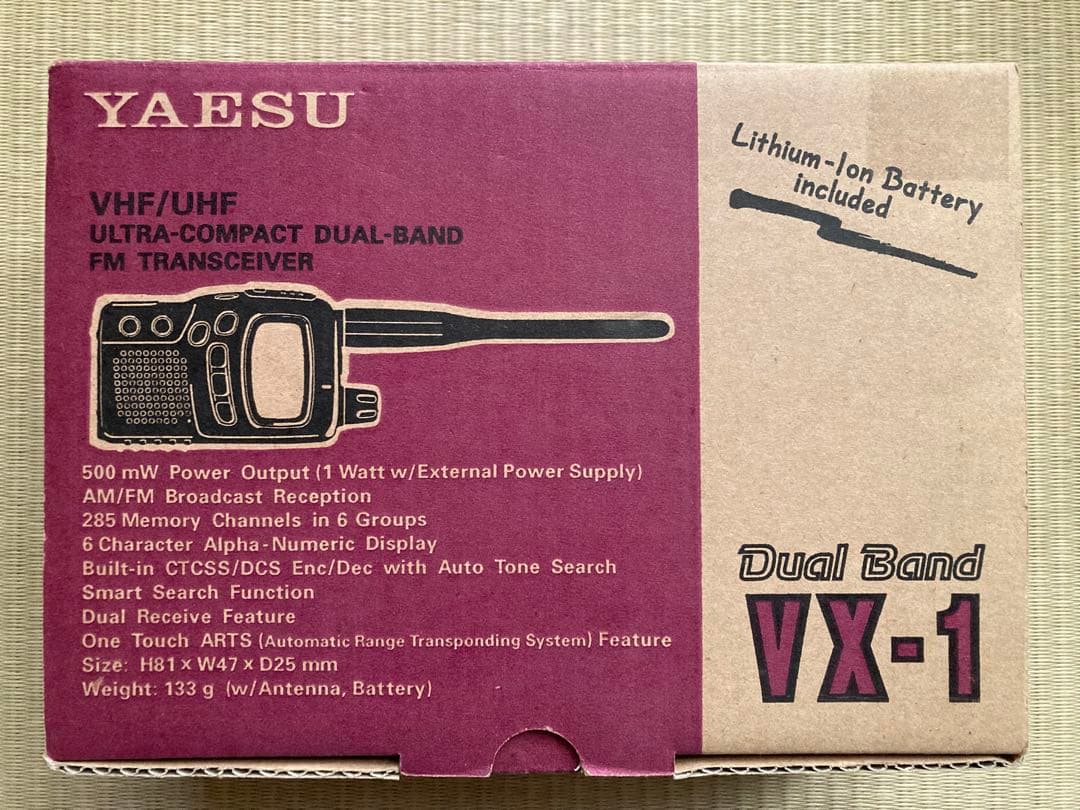 YAESU
VHF/UHF
ULTRA-COMPACT DUAL-BAND
FM TRANSCEIVER
500 mW Power Output (1 Watt w/External Power Supply)
AM/FM Broadcast Reception
285 Memory Channels in 6 Groups
6 Character Alpha-Numeric Display
Built-in CTCSS/DCS Enc/Dec with Auto Tone Search
Smart Search Function
Dual Receive Feature
One Touch ARTS (Automatic Range Transponding System) Feature
Size: H81 x W47 x D25 mm
Weight: 133 g (w/Antenna, Battery)
Lithium-Ion Battery
included
Dual Band
VX-1